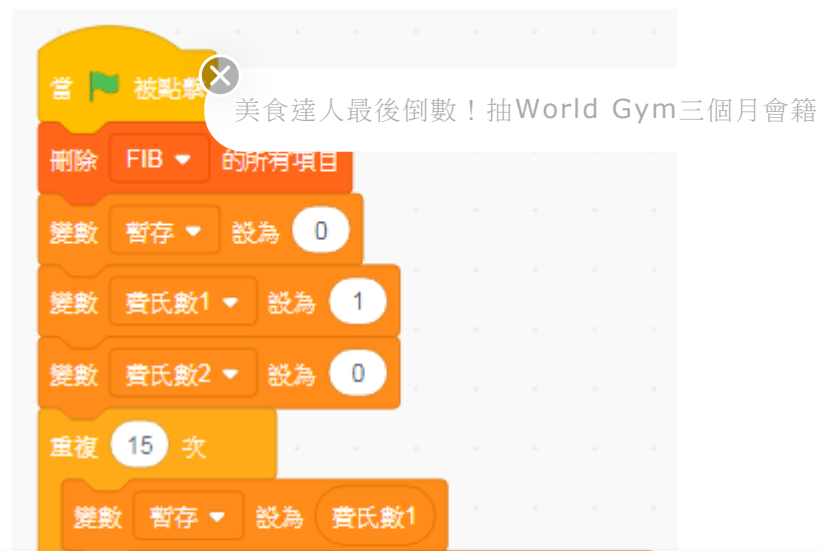 當 被點擊
美食達人最後倒數！抽World Gym三個月會籍
刪除 FIB 的所有項目
變數 暫存 設為 0
變數 費氏數1 設為 1
變數 費氏數2 設為 0
重複 15 次
變數 暫存 設為 費氏數1